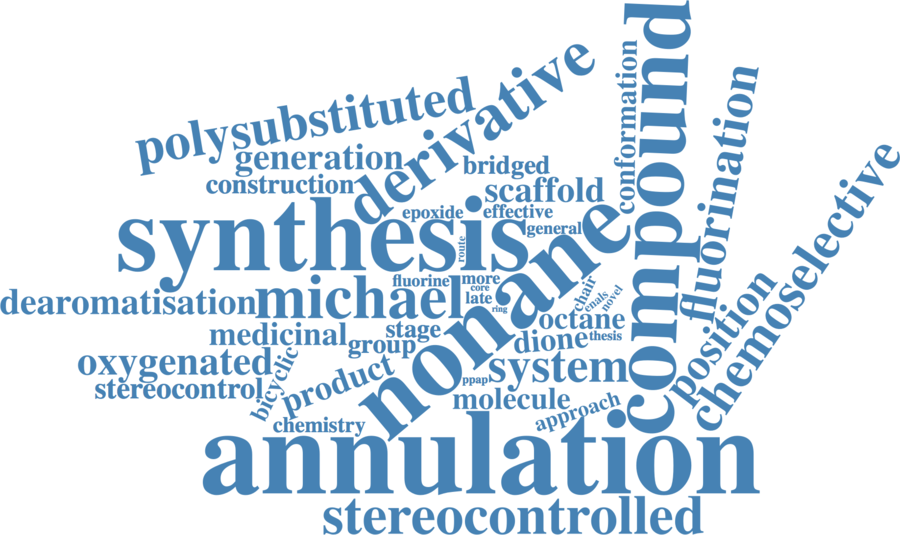 polysubstituted
derivative
compound
conformation
fluorination
chemoselective
generation
construction
bridged
scaffold
synthesis
epoxide
effective
general
route
nonane
dearomatisation
michael
fluorine
more
core
late
ring
chair
enals
novel
octane
position
medicinal
stage
group
dione
thesis
oxygenated
stereocontrol
bicyclic
product
ppap
system
molecule
approach
chemistry
annulation
stereocontrolled